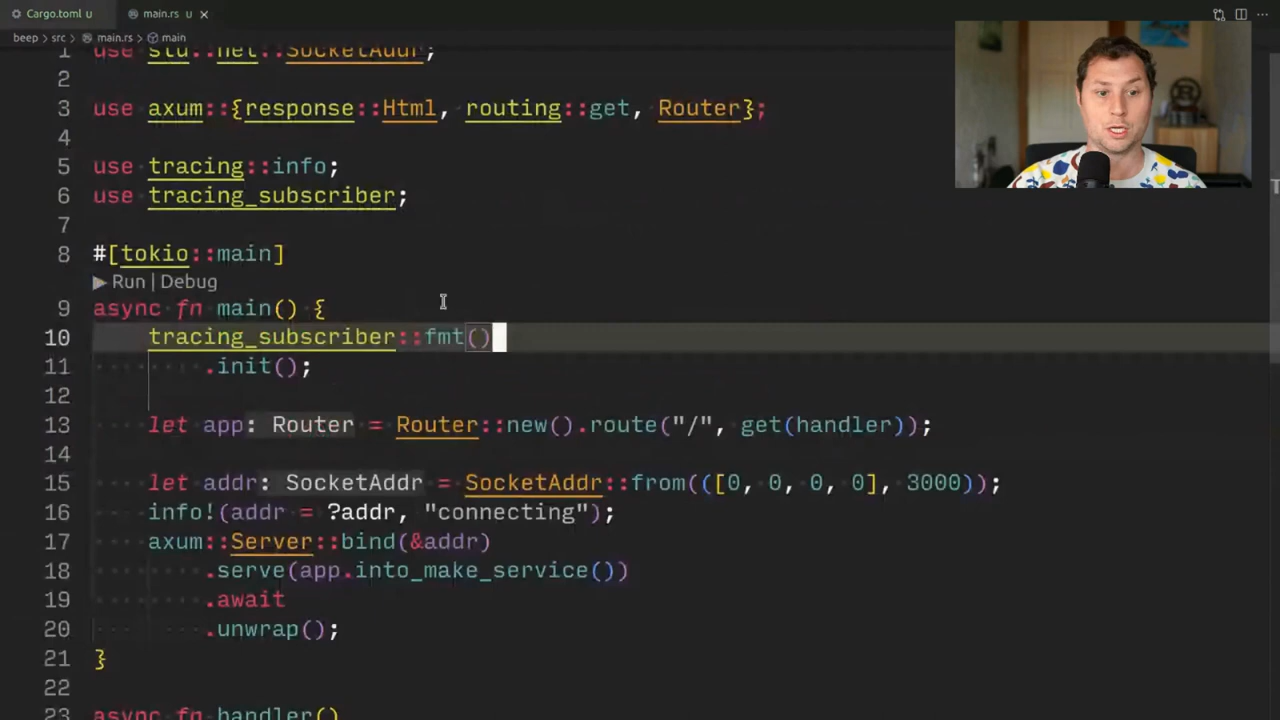 Cargo.toml U
main.rs U
beep > src > main.rs > main
1 use std::net::SocketAddr;
2
3 use axum::{response::Html, routing::get, Router};
4
5 use tracing::info;
6 use tracing_subscriber;
7
8 #[tokio::main]
▶ Run | Debug
9 async fn main() {
10 tracing_subscriber::fmt()
11 .init();
12
13 let app: Router = Router::new().route("/", get(handler));
14
15 let addr: SocketAddr = SocketAddr::from(([0, 0, 0, 0], 3000));
16 info!(addr = ?addr, "connecting");
17 axum::Server::bind(&addr)
18 .serve(app.into_make_service())
19 .await
20 .unwrap();
21 }
22
23 async fn handler()